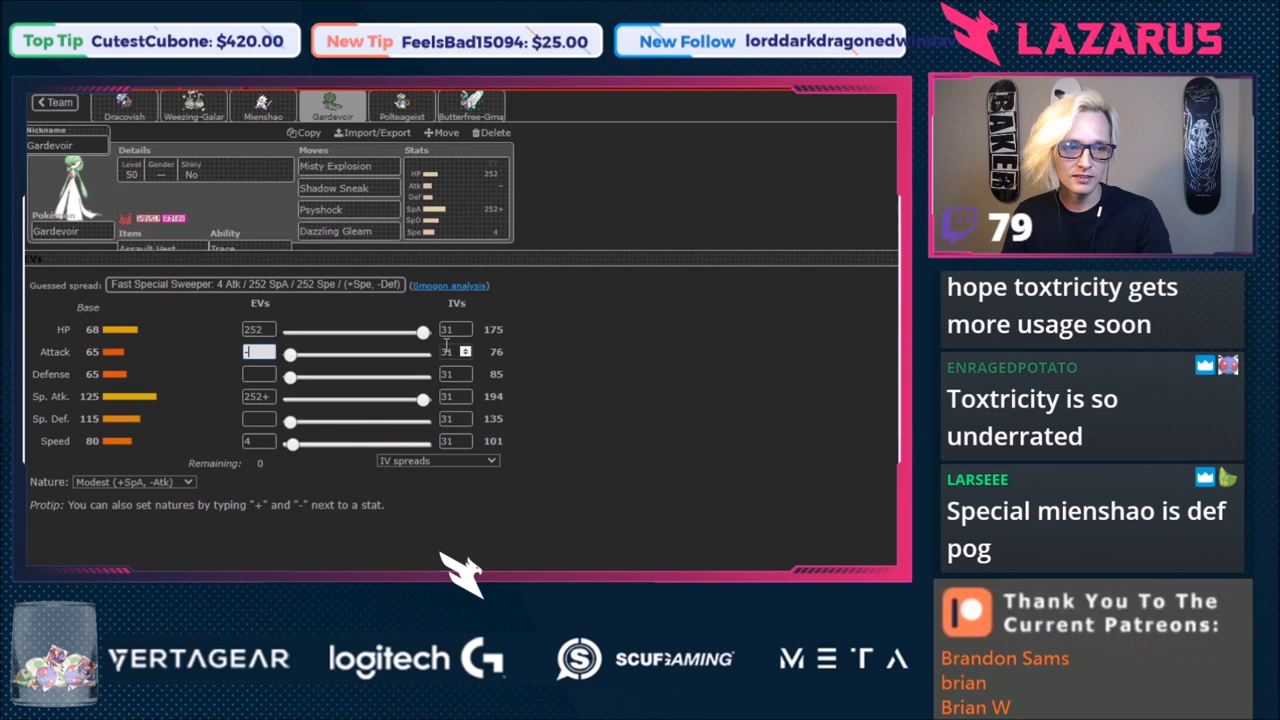 Top Tip CutestCubone: $420.00
New Tip FeelsBad15094: $25.00
New Follow lorddarkdragonedwindav
LAZARUS
Team
Dracovish Weezing-Galar Mienshao Gardevoir Polteageist Butterfree-Gma
Nickname
Gardevoir
Copy Import/Export Move Delete
Details
Level Gender Shiny
50 — No
Moves
Misty Explosion
Shadow Sneak
Psyshock
Dazzling Gleam
Stats
HP 252
Atk -
Def
SpA 252+
SpD
Spe 4
Pokémon
Gardevoir
Item Ability
Assault Vest Trace
EVs
Guessed spread: Fast Special Sweeper: 4 Atk / 252 SpA / 252 Spe / (+Spe, -Def) (Smogon analysis)
Base EVs IVs
HP 68 252 31 175
Attack 65 - 31 76
Defense 65 31 85
Sp. Atk. 125 252+ 31 194
Sp. Def. 115 31 135
Speed 80 4 31 101
Remaining: 0 IV spreads
Nature: Modest (+SpA, -Atk)
Protip: You can also set natures by typing "+" and "-" next to a stat.
BAKER
79
hope toxtricity gets
more usage soon
ENRAGEDPOTATO
Toxtricity is so
underrated
LARSEEE
Special mienshao is def
pog
Thank You To The
Current Patreons:
Brandon Sams
brian
Brian W
VERTAGEAR
logitech G
S SCUFGAMING
META